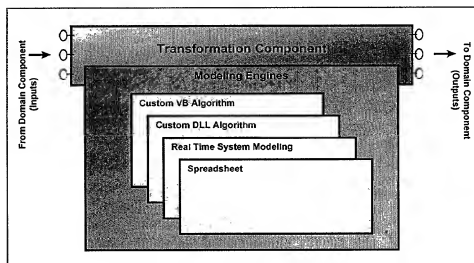 Transformation Component
Modeling Engines
From Domain Component
(Inputs)
To Domain Component
(Outputs)
Custom VB Algorithm
Custom DLL Algorithm
Real Time System Modeling
Spreadsheet